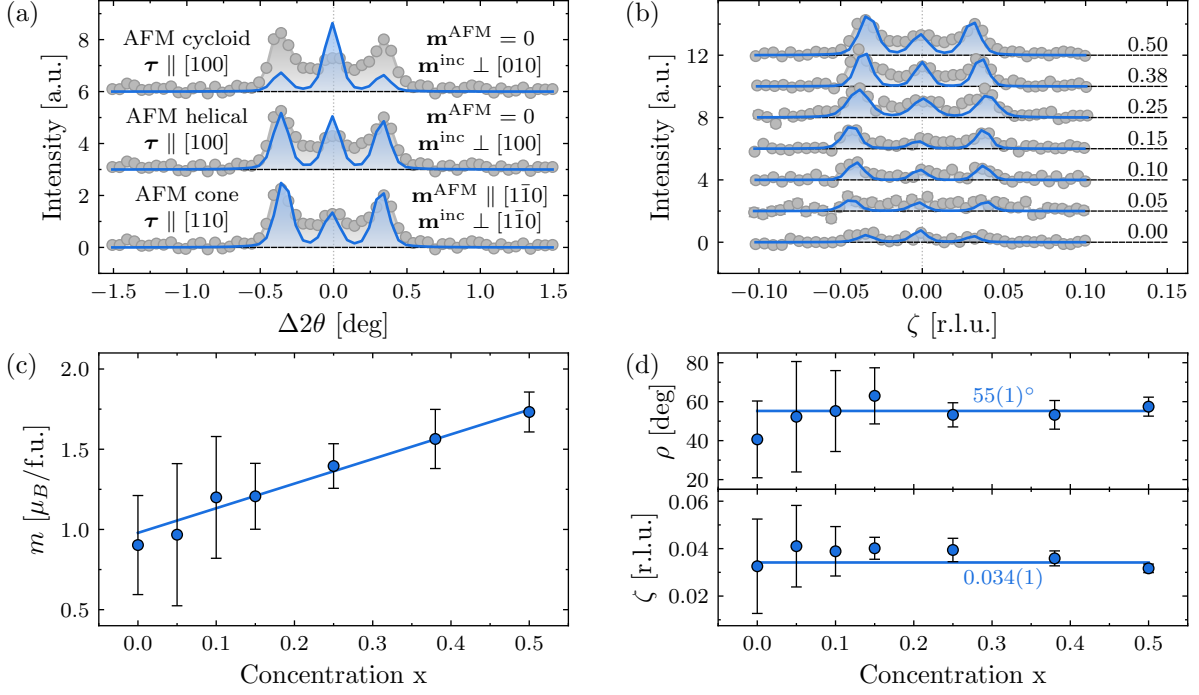 (a)
Intensity [a.u.]
8
6
4
2
0
AFM cycloid
τ ∥ [100]
m^AFM = 0
m^inc ⊥ [010]
AFM helical
τ ∥ [100]
m^AFM = 0
m^inc ⊥ [100]
AFM cone
τ ∥ [110]
m^AFM ∥ [11̄0]
m^inc ⊥ [11̄0]
−1.5 −1.0 −0.5 0.0 0.5 1.0 1.5
Δ2θ [deg]
(b)
Intensity [a.u.]
12
8
4
0
0.50
0.38
0.25
0.15
0.10
0.05
0.00
−0.10 −0.05 0.00 0.05 0.10 0.15
ζ [r.l.u.]
(c)
m [μ_B/f.u.]
2.0
1.5
1.0
0.5
0.0 0.1 0.2 0.3 0.4 0.5
Concentration x
(d)
ρ [deg]
80
60
40
20
55(1)°
ζ [r.l.u.]
0.06
0.04
0.02
0.034(1)
0.0 0.1 0.2 0.3 0.4 0.5
Concentration x